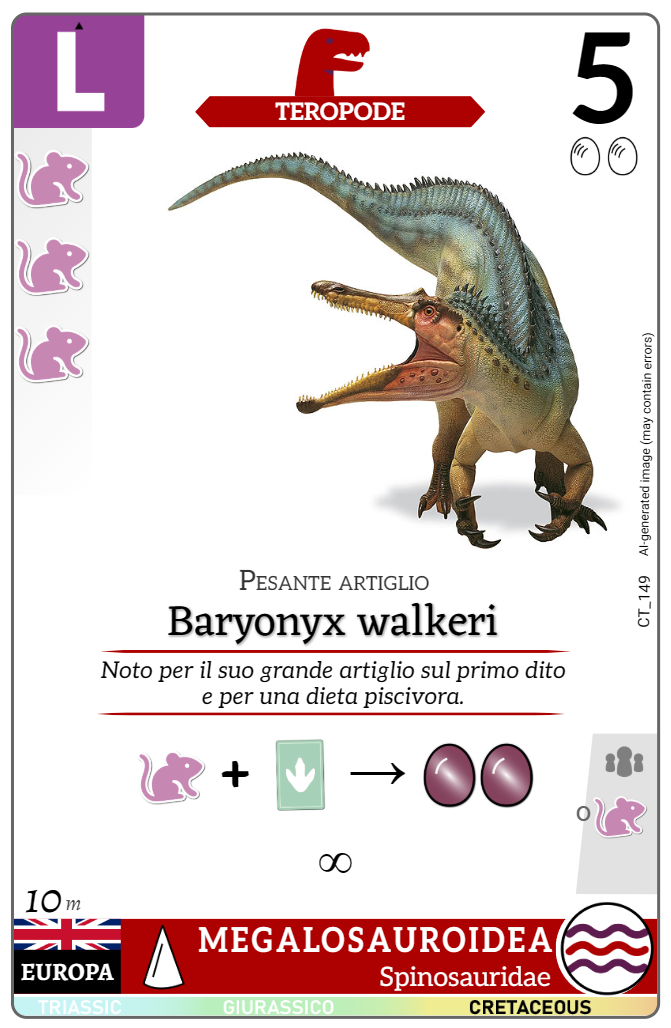 L
TEROPODE
5
AI-generated image (may contain errors)
CT_149
Pesante artiglio
Baryonyx walkeri
Noto per il suo grande artiglio sul primo dito
e per una dieta piscivora.
+
→
∞
o
10 m
EUROPA
MEGALOSAUROIDEA
Spinosauridae
TRIASSIC
GIURASSICO
CRETACEOUS